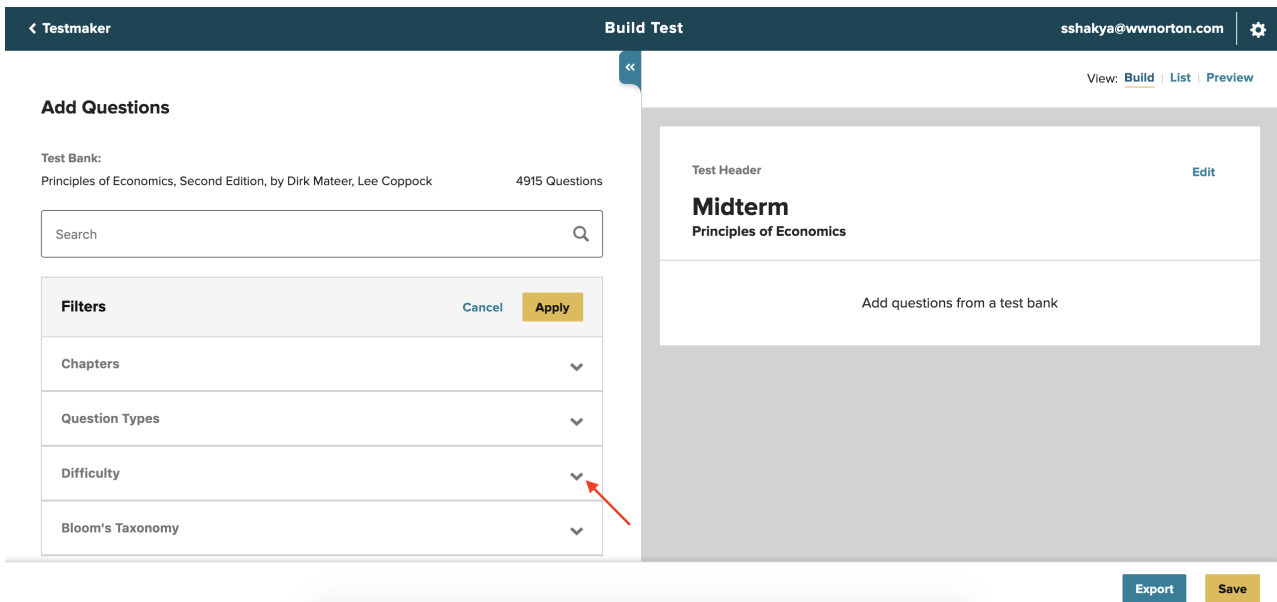 Testmaker
Build Test
sshakya@wwnorton.com
View: Build | List | Preview
Add Questions
Test Bank:
Principles of Economics, Second Edition, by Dirk Mateer, Lee Coppock
4915 Questions
Search
Filters
Cancel
Apply
Chapters
Question Types
Difficulty
Bloom's Taxonomy
Test Header
Edit
Midterm
Principles of Economics
Add questions from a test bank
Export
Save